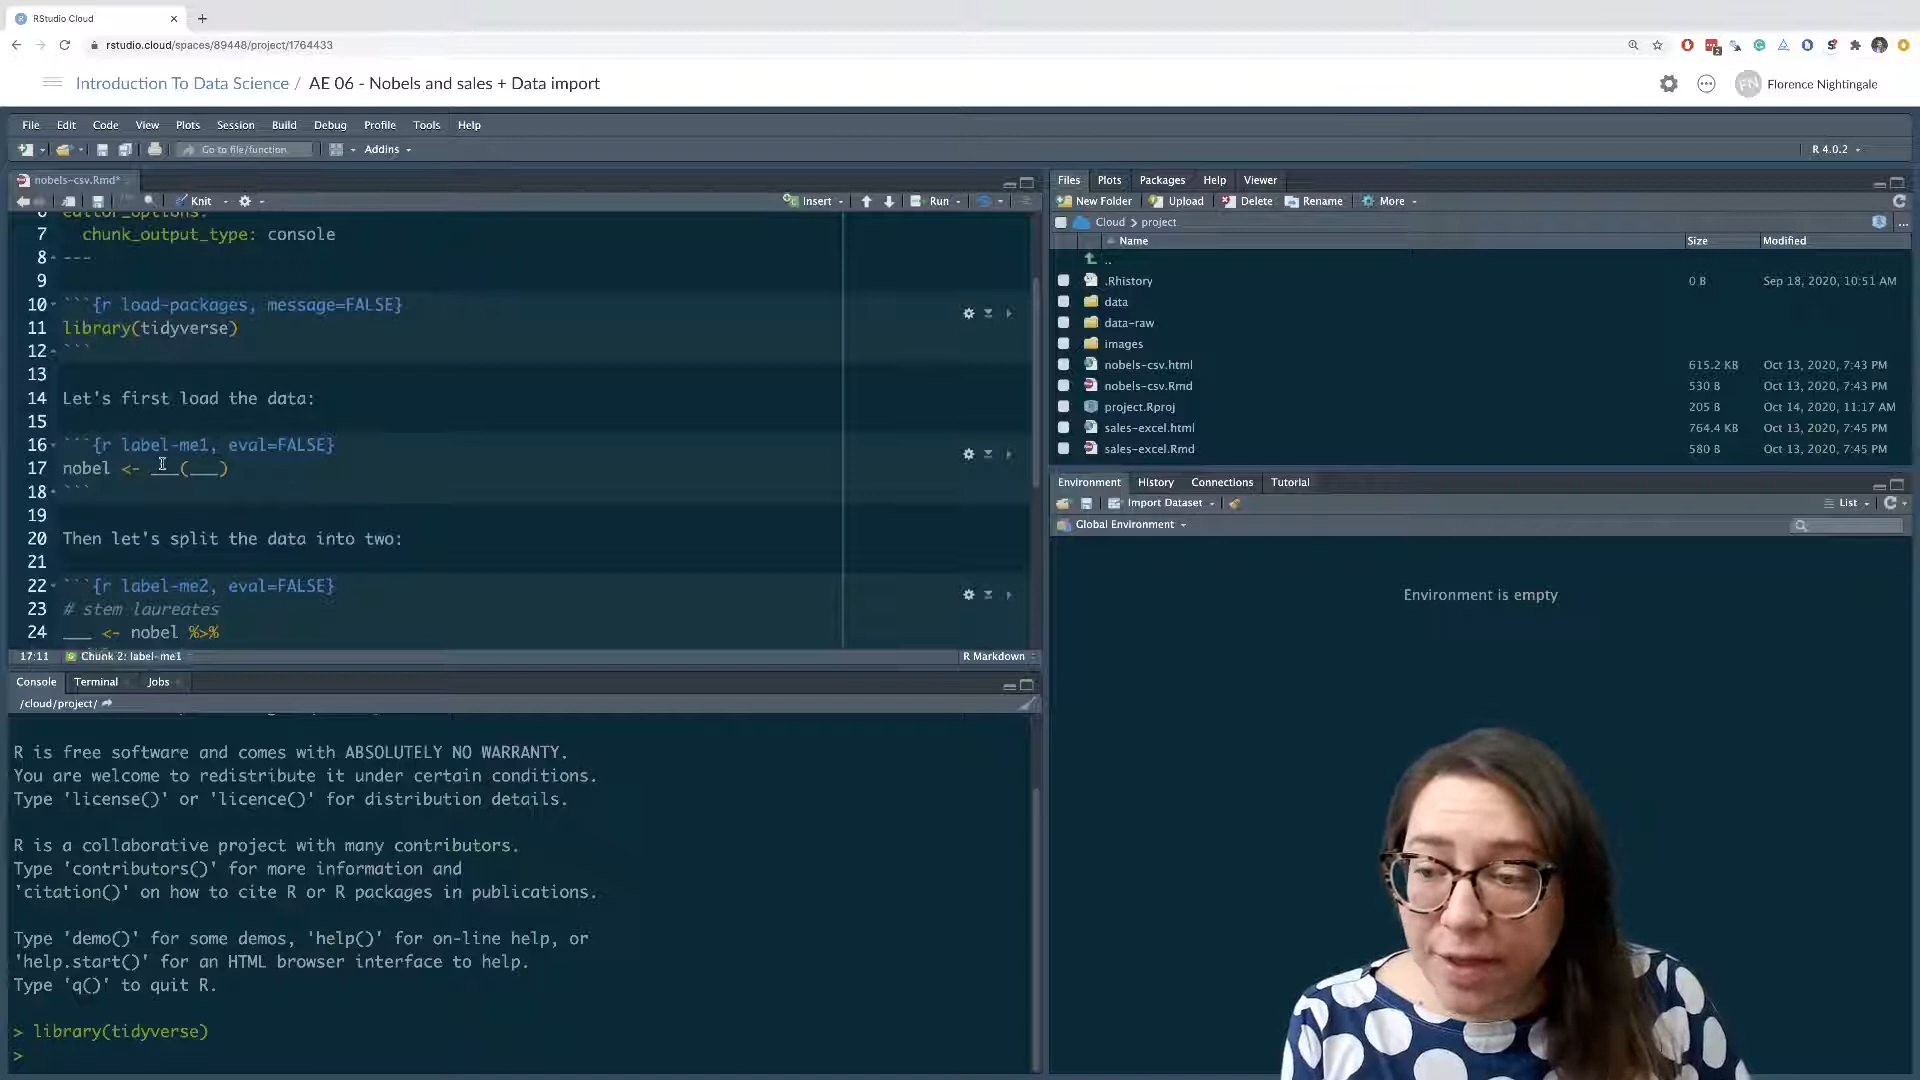 RStudio Cloud
rstudio.cloud/spaces/89448/project/1764433
Introduction To Data Science / AE 06 - Nobels and sales + Data import
FN Florence Nightingale
File Edit Code View Plots Session Build Debug Profile Tools Help
Go to file/function Addins R 4.0.2
nobels-csv.Rmd*
Knit Insert Run
editor_options:
7 chunk_output_type: console
8 ---
9
10 ```{r load-packages, message=FALSE}
11 library(tidyverse)
12 ```
13
14 Let's first load the data:
15
16 ```{r label-me1, eval=FALSE}
17 nobel <- ___(___)
18 ```
19
20 Then let's split the data into two:
21
22 ```{r label-me2, eval=FALSE}
23 # stem laureates
24 ___ <- nobel %>%
17:11 Chunk 2: label-me1 R Markdown
Console Terminal Jobs
/cloud/project/
R is free software and comes with ABSOLUTELY NO WARRANTY.
You are welcome to redistribute it under certain conditions.
Type 'license()' or 'licence()' for distribution details.
R is a collaborative project with many contributors.
Type 'contributors()' for more information and
'citation()' on how to cite R or R packages in publications.
Type 'demo()' for some demos, 'help()' for on-line help, or
'help.start()' for an HTML browser interface to help.
Type 'q()' to quit R.
> library(tidyverse)
>
Files Plots Packages Help Viewer
New Folder Upload Delete Rename More
Cloud > project ...
Name Size Modified
..
.Rhistory 0 B Sep 18, 2020, 10:51 AM
data
data-raw
images
nobels-csv.html 615.2 KB Oct 13, 2020, 7:43 PM
nobels-csv.Rmd 530 B Oct 13, 2020, 7:43 PM
project.Rproj 205 B Oct 14, 2020, 11:17 AM
sales-excel.html 764.4 KB Oct 13, 2020, 7:45 PM
sales-excel.Rmd 580 B Oct 13, 2020, 7:45 PM
Environment History Connections Tutorial
Import Dataset List
Global Environment
Environment is empty